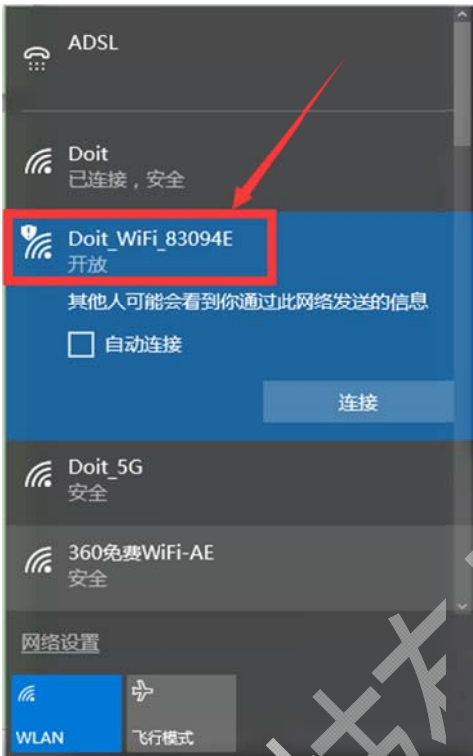 ADSL
Doit
已连接，安全
Doit_WiFi_83094E
开放
其他人可能会看到你通过此网络发送的信息
自动连接
连接
Doit_5G
安全
360免费WiFi-AE
安全
网络设置
WLAN
飞行模式